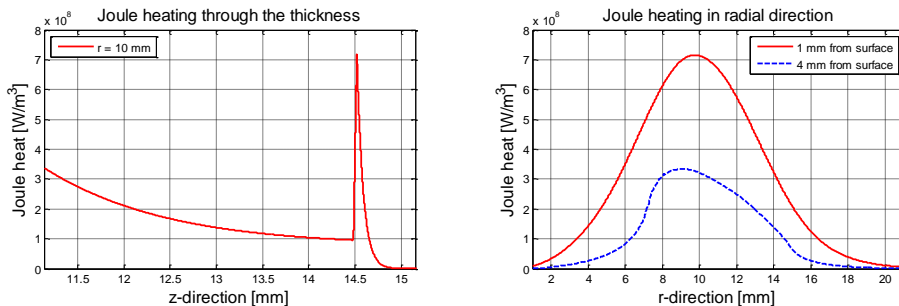 Joule heating through the thickness
x 10^8
8
7
6
5
4
3
2
1
0
Joule heat [W/m^3]
r = 10 mm
11.5 12 12.5 13 13.5 14 14.5 15
z-direction [mm]
Joule heating in radial direction
x 10^8
8
7
6
5
4
3
2
1
0
Joule heat [W/m^3]
1 mm from surface
4 mm from surface
2 4 6 8 10 12 14 16 18 20
r-direction [mm]